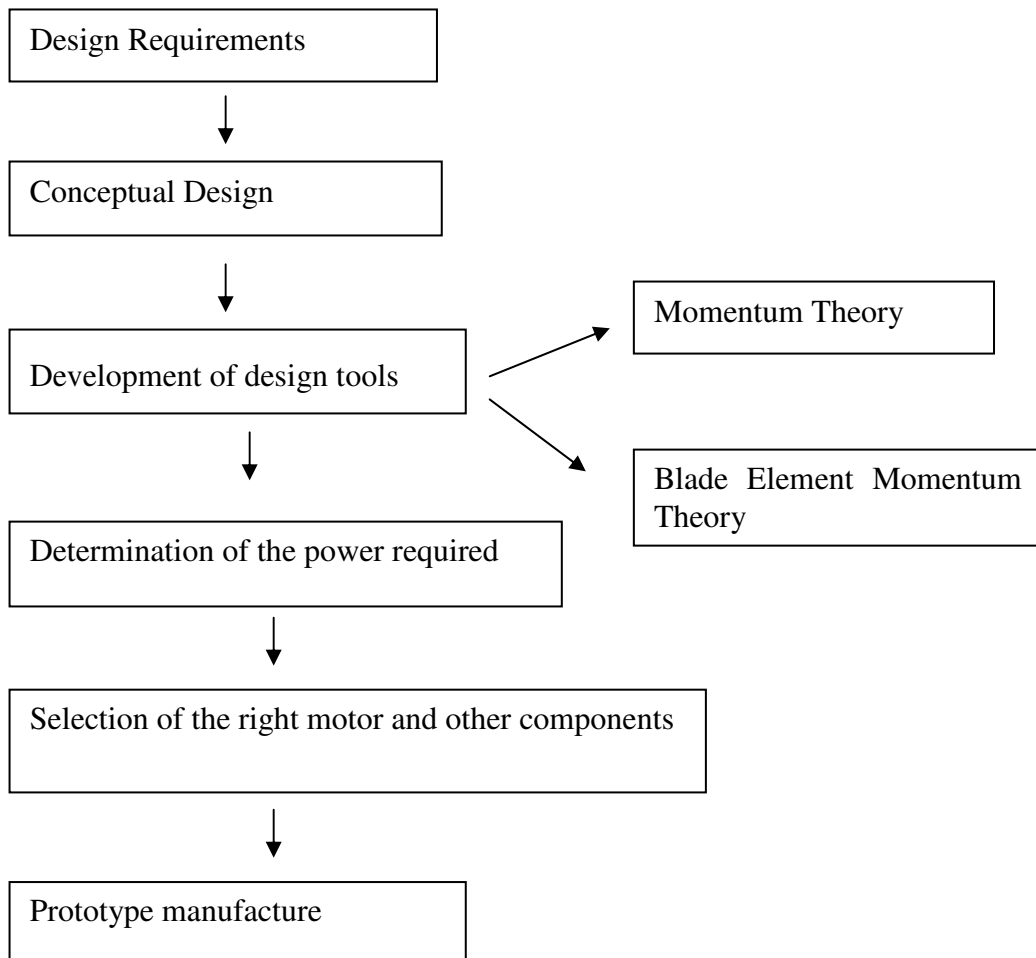 Design Requirements
Conceptual Design
Development of design tools
Momentum Theory
Blade Element Momentum
Theory
Determination of the power required
Selection of the right motor and other components
Prototype manufacture